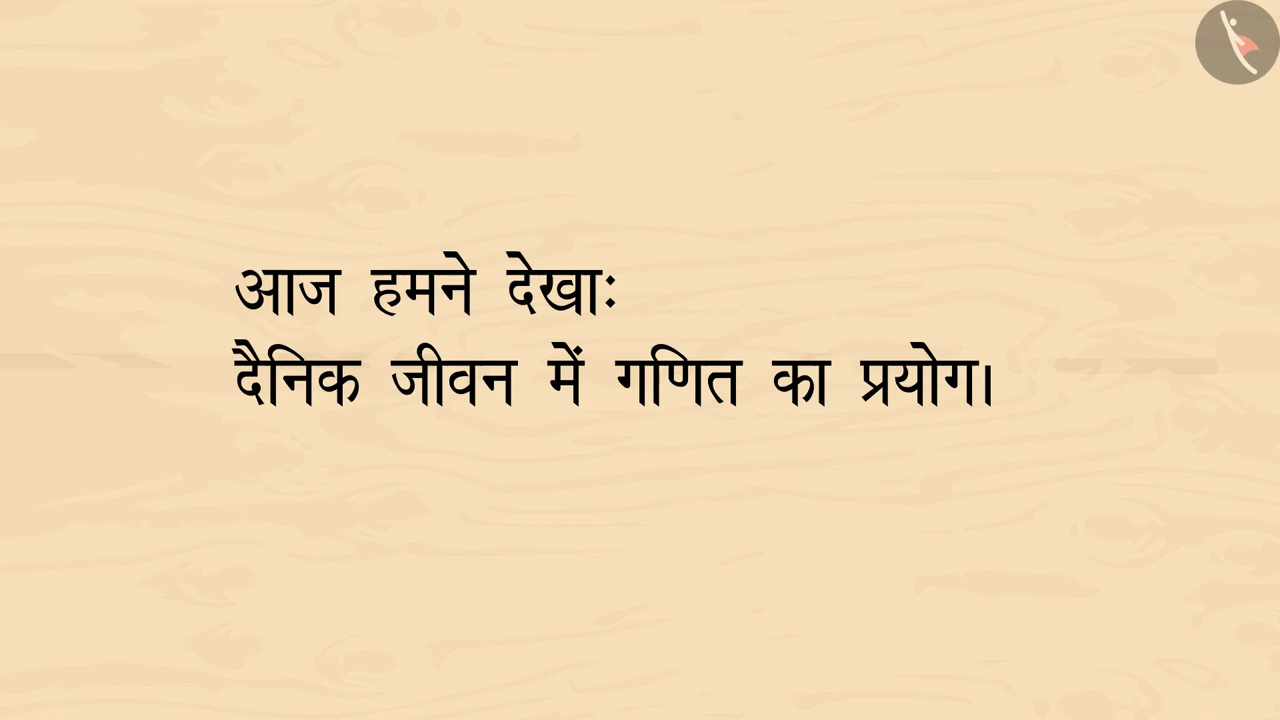 आज हमने देखाः
दैनिक जीवन में गणित का प्रयोग।